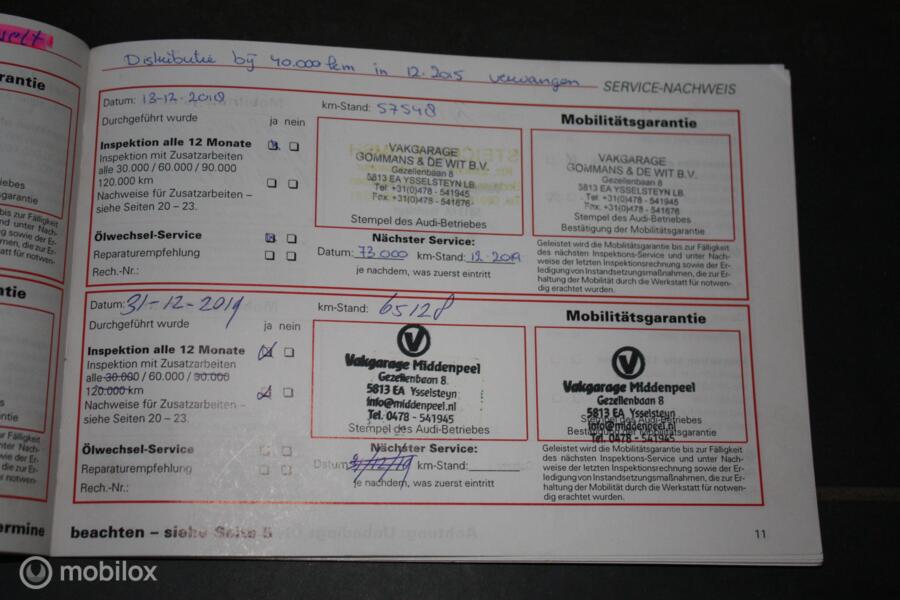 selt
Distributie bij 40.000 km in 12.2015 vervangen
SERVICE-NACHWEIS
rantie
Datum: 13-12-2018
km-Stand: 57548
Durchgeführt wurde
ja nein
Mobilitätsgarantie
Inspektion alle 12 Monate
Inspektion mit Zusatzarbeiten
alle 30.000 / 60.000 / 90.000
120.000 km
Nachweise für Zusatzarbeiten –
siehe Seiten 20 – 23.
VAKGARAGE
GOMMANS & DE WIT B.V.
Gezellenbaan 8
5813 EA YSSELSTEYN LB.
Tel +31(0)478 - 541945
Fax: +31(0)478 - 541676
Stempel des Audi-Betriebes
VAKGARAGE
GOMMANS & DE WIT B.V.
Gezellenbaan 8
5813 EA YSSELSTEYN LB
Tel +31(0)478 - 541945
Fax: +31(0)478 - 541676
Stempel des Audi-Betriebes
Bestätigung der Mobilitätsgarantie
Ölwechsel-Service
Reparaturempfehlung
Rech.-Nr.:
Nächster Service:
Datum: 73.000 km-Stand: 12-2019
je nachdem, was zuerst eintritt
Geleistet wird die Mobilitätsgarantie bis zur Fälligkeit
des nächsten Inspektions-Service und unter Nach-
weise der letzten Inspektionsrechnung sowie der Er-
ledigung von Instandsetzungsmaßnahmen, die zur Er-
haltung der Mobilität durch die Werkstatt für notwen-
dig erachtet wurden.
ntie
Datum: 31-12-2019
km-Stand: 65128
Durchgeführt wurde
ja nein
Mobilitätsgarantie
Inspektion alle 12 Monate
Inspektion mit Zusatzarbeiten
alle 30.000 / 60.000 / 90.000
120.000 km
Nachweise für Zusatzarbeiten –
siehe Seiten 20 – 23.
Vakgarage Middenpeel
Gezellenbaan 8
5813 EA Ysselsteyn
info@middenpeel.nl
Tel. 0478 - 541945
Stempel des Audi-Betriebes
Vakgarage Middenpeel
Gezellenbaan 8
5813 EA Ysselsteyn
info@middenpeel.nl
Tel. 0478 - 541945
Stempel des Audi-Betriebes
Bestätigung der Mobilitätsgarantie
Ölwechsel-Service
Reparaturempfehlung
Rech.-Nr.:
Nächster Service:
Datum: 31/12/19 km-Stand:
je nachdem, was zuerst eintritt
Geleistet wird die Mobilitätsgarantie bis zur Fälligkeit
des nächsten Inspektions-Service und unter Nach-
weise der letzten Inspektionsrechnung sowie der Er-
ledigung von Instandsetzungsmaßnahmen, die zur Er-
haltung der Mobilität durch die Werkstatt für notwen-
dig erachtet wurden.
ermine beachten – siehe Seite 5
11
mobilox